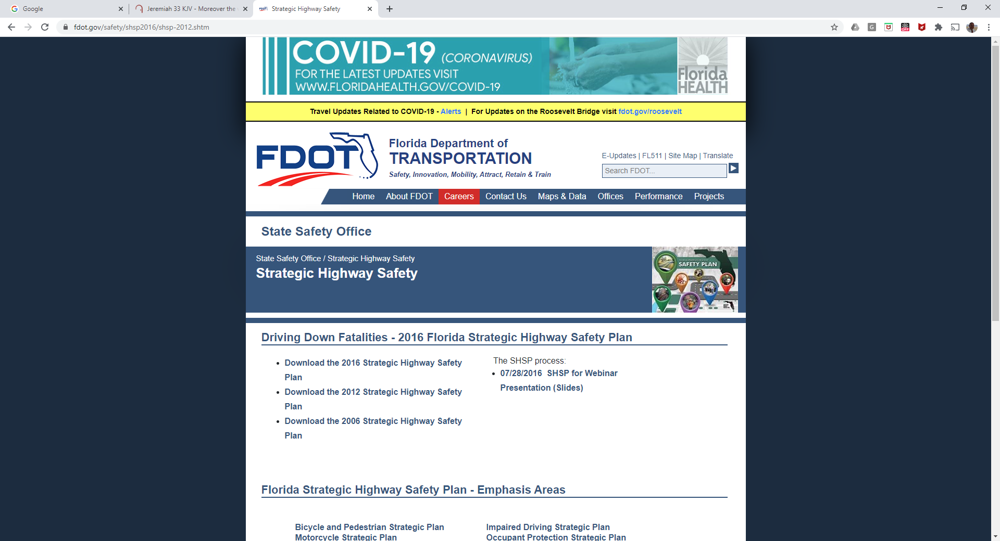 Google
Jeremiah 33 KJV - Moreover the
Strategic Highway Safety
fdot.gov/safety/shsp2016/shsp-2012.shtm
COVID-19 (CORONAVIRUS)
FOR THE LATEST UPDATES VISIT
WWW.FLORIDAHEALTH.GOV/COVID-19
Florida
HEALTH
Travel Updates Related to COVID-19 - Alerts | For Updates on the Roosevelt Bridge visit fdot.gov/roosevelt
FDOT
Florida Department of
TRANSPORTATION
Safety, Innovation, Mobility, Attract, Retain & Train
E-Updates | FL511 | Site Map | Translate
Search FDOT...
Home About FDOT Careers Contact Us Maps & Data Offices Performance Projects
State Safety Office
State Safety Office / Strategic Highway Safety
Strategic Highway Safety
SAFETY PLAN
Driving Down Fatalities - 2016 Florida Strategic Highway Safety Plan
Download the 2016 Strategic Highway Safety
Plan
Download the 2012 Strategic Highway Safety
Plan
Download the 2006 Strategic Highway Safety
Plan
The SHSP process:
07/28/2016 SHSP for Webinar
Presentation (Slides)
Florida Strategic Highway Safety Plan - Emphasis Areas
Bicycle and Pedestrian Strategic Plan
Motorcycle Strategic Plan
Impaired Driving Strategic Plan
Occupant Protection Strategic Plan